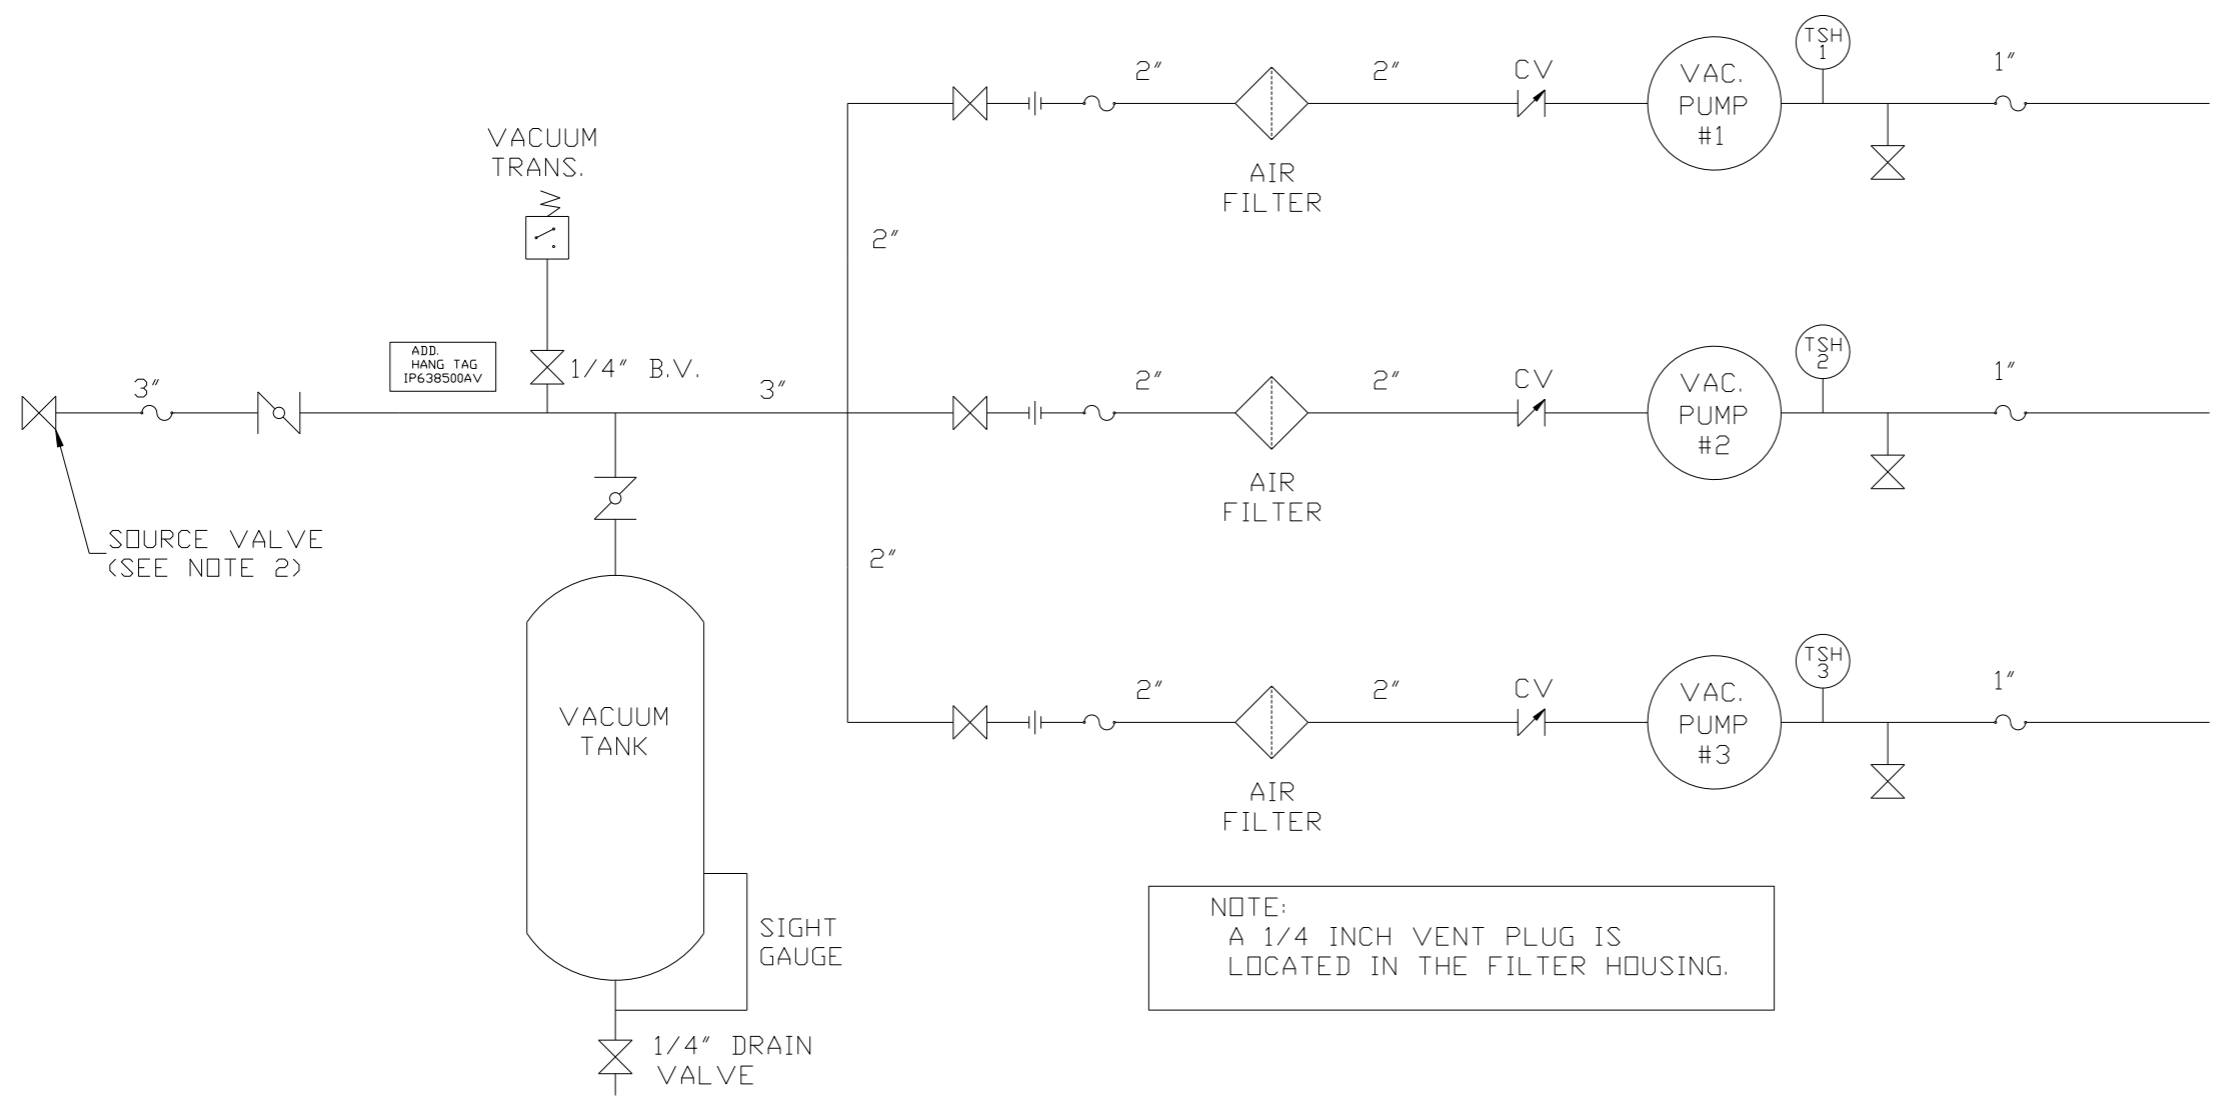 TSH
1
2″
2″
CV
VAC.
PUMP
#1
1″
AIR
FILTER
VACUUM
TRANS.
2″
ADD.
HANG TAG
IP638500AV
1/4″ B.V.
3″
3″
TSH
2
2″
2″
CV
VAC.
PUMP
#2
1″
AIR
FILTER
SOURCE VALVE
(SEE NOTE 2)
2″
TSH
3
2″
2″
CV
VAC.
PUMP
#3
1″
AIR
FILTER
VACUUM
TANK
SIGHT
GAUGE
1/4″ DRAIN
VALVE
NOTE:
A 1/4 INCH VENT PLUG IS
LOCATED IN THE FILTER HOUSING.